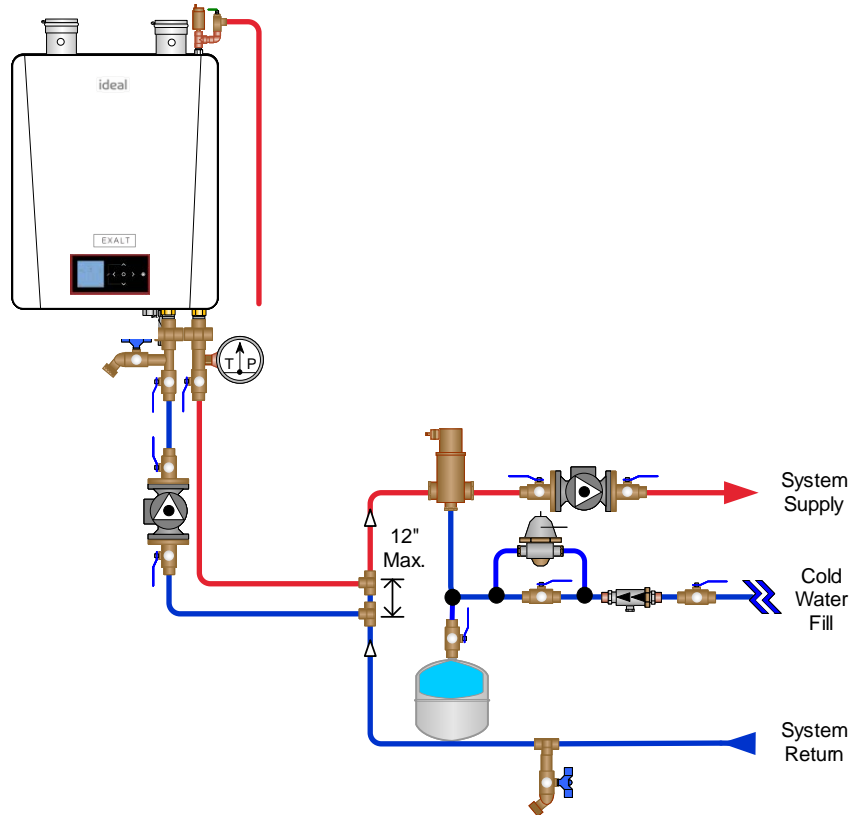 ideal
EXALT
T P
12"
Max.
System
Supply
Cold
Water
Fill
System
Return